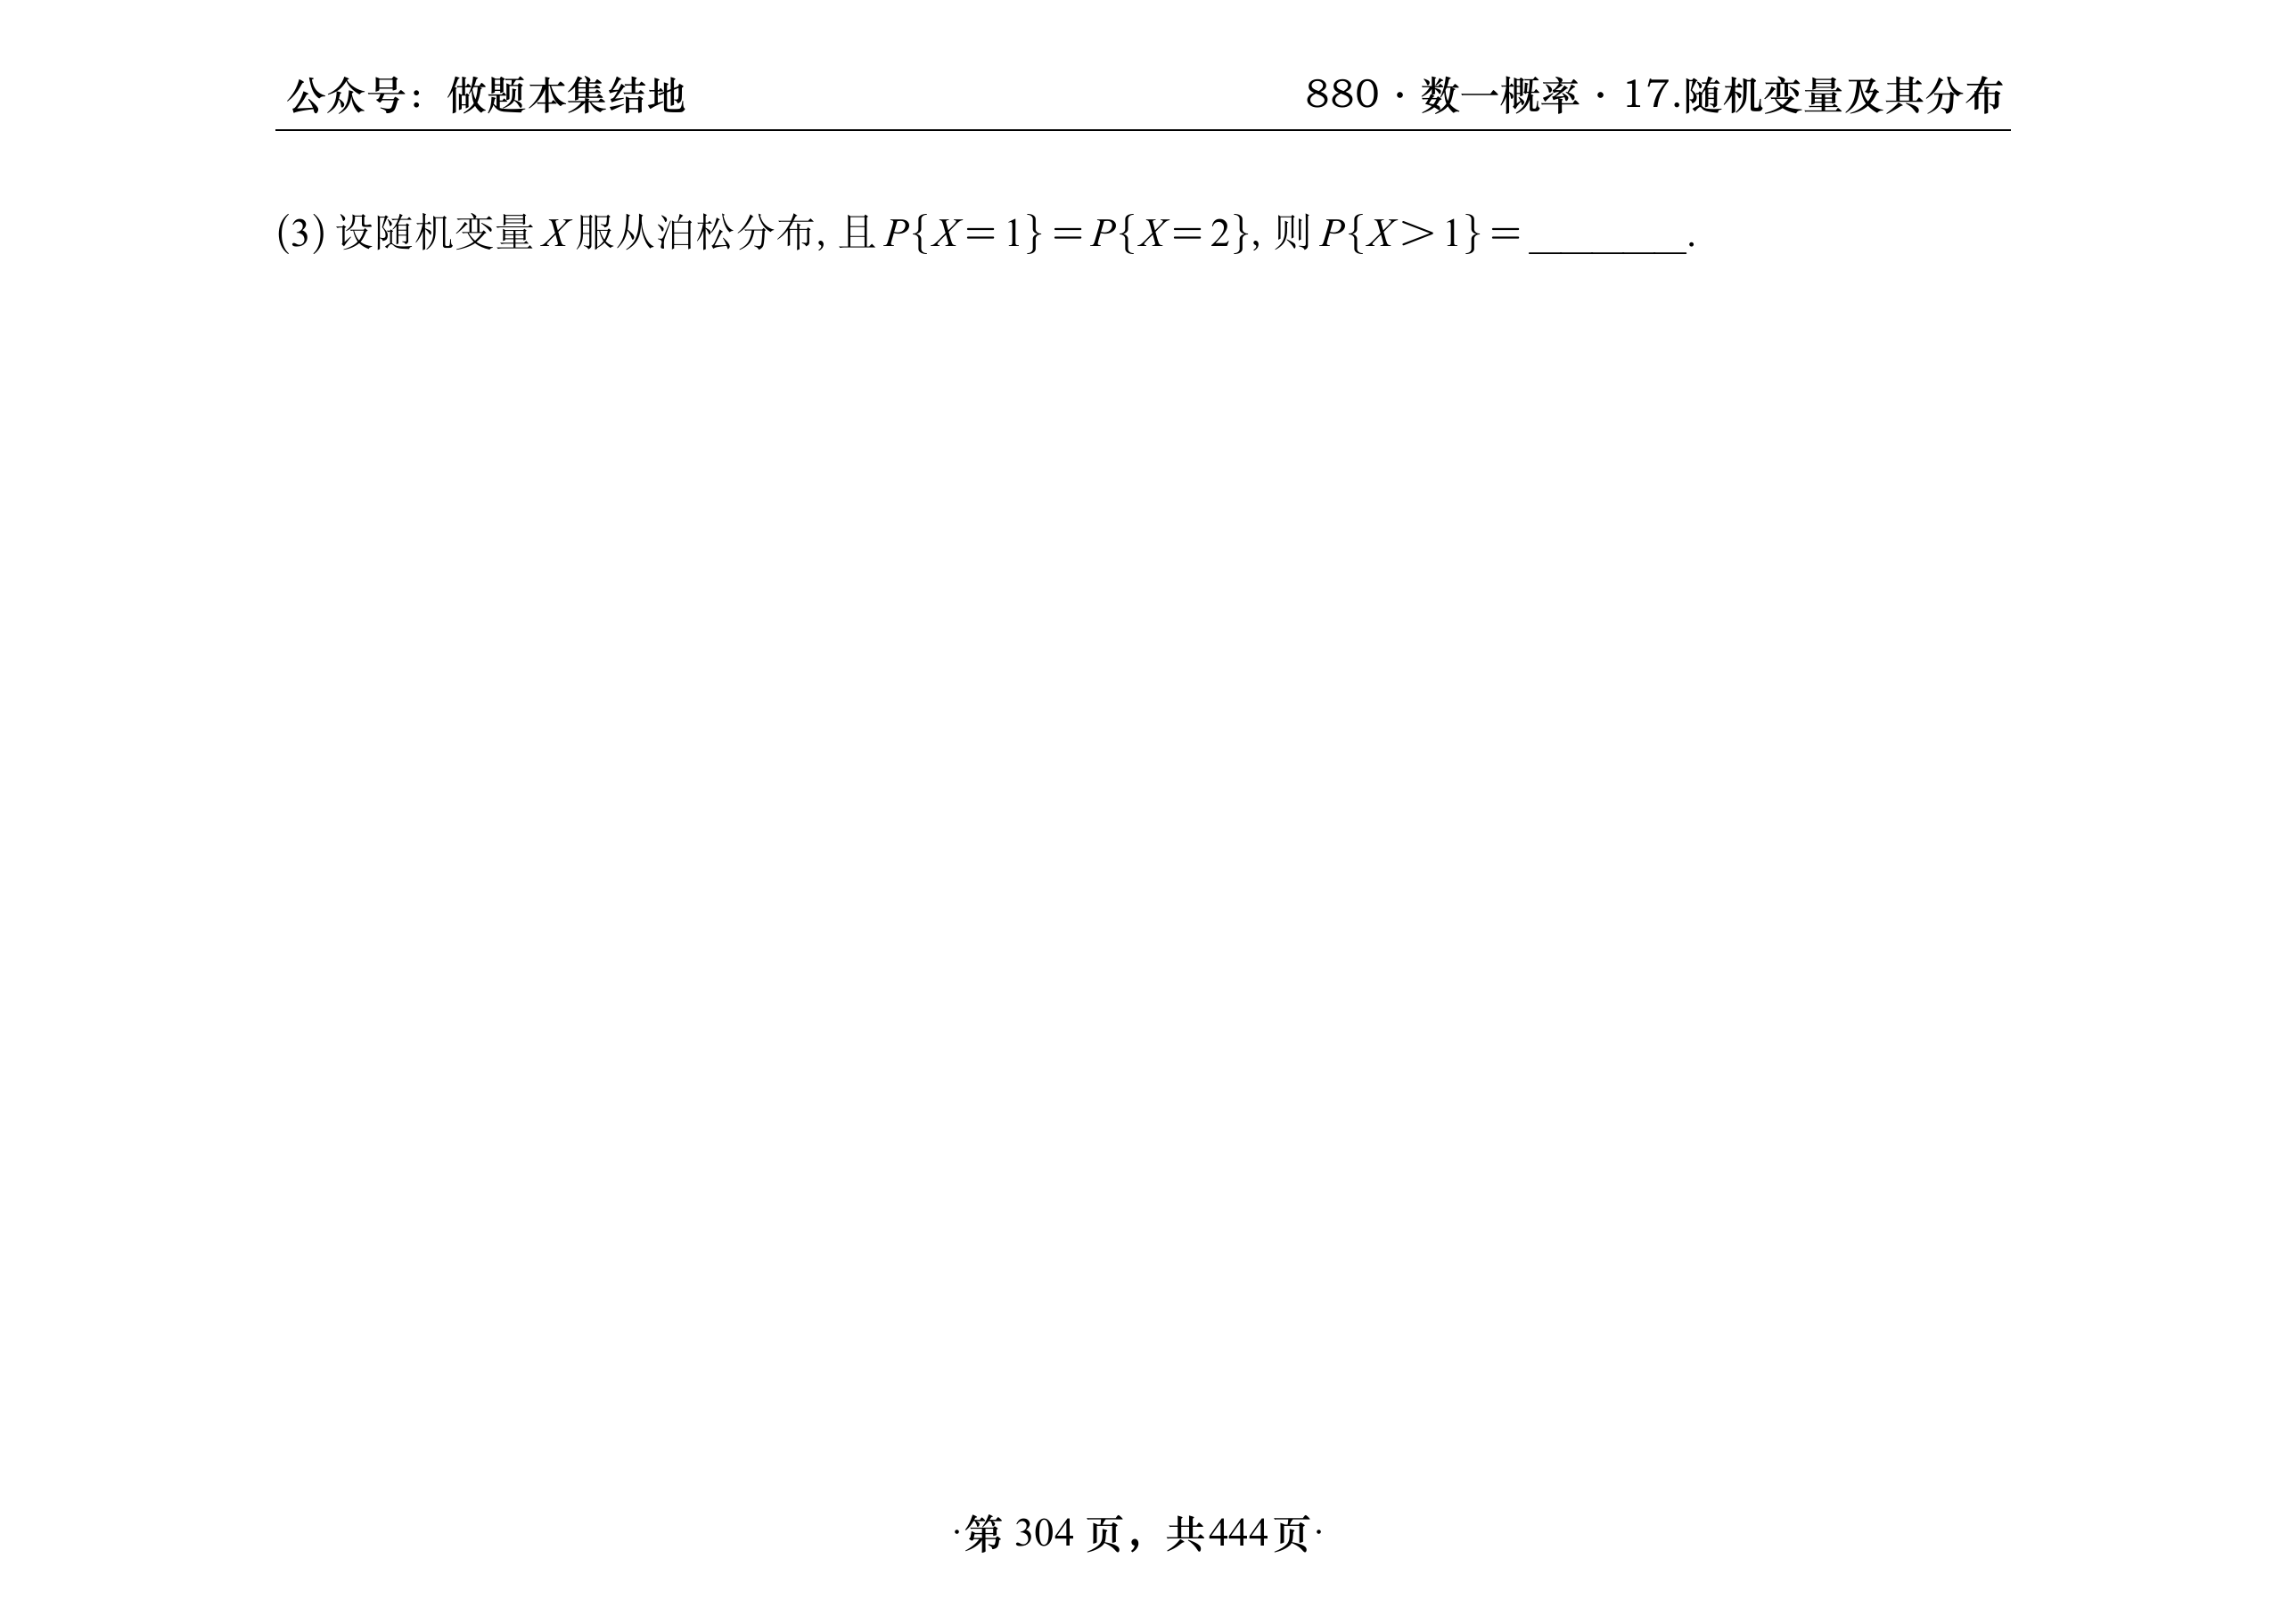 公众号：做题本集结地
880 · 数一概率 · 17.随机变量及其分布
(3) 设随机变量 X 服从泊松分布, 且 P{X = 1} = P{X = 2}, 则 P{X > 1} = ________.
·第 304 页，共444页·